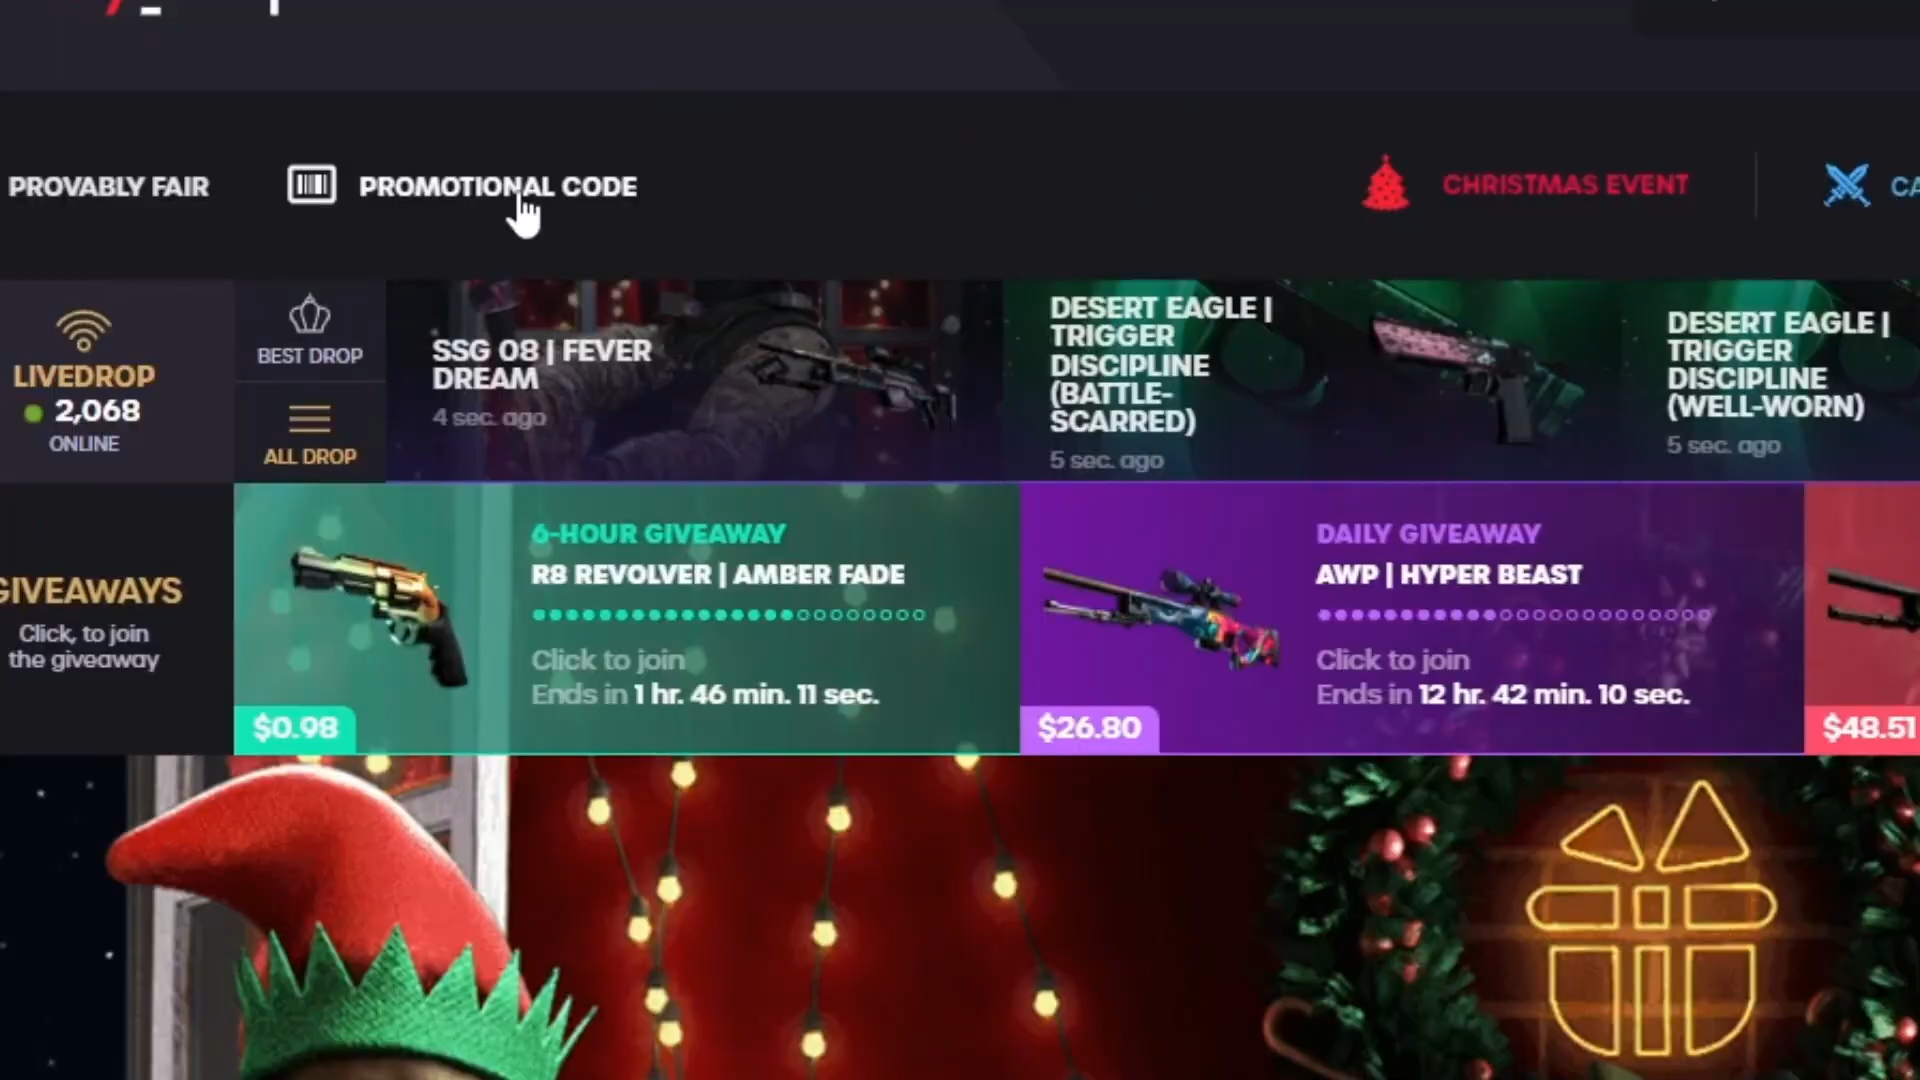 PROVABLY FAIR
PROMOTIONAL CODE
CHRISTMAS EVENT
CA
LIVEDROP
2,068
ONLINE
BEST DROP
ALL DROP
SSG 08 | FEVER
DREAM
4 sec. ago
DESERT EAGLE |
TRIGGER
DISCIPLINE
(BATTLE-
SCARRED)
5 sec. ago
DESERT EAGLE |
TRIGGER
DISCIPLINE
(WELL-WORN)
5 sec. ago
GIVEAWAYS
Click, to join
the giveaway
6-HOUR GIVEAWAY
R8 REVOLVER | AMBER FADE
Click to join
Ends in 1 hr. 46 min. 11 sec.
$0.98
DAILY GIVEAWAY
AWP | HYPER BEAST
Click to join
Ends in 12 hr. 42 min. 10 sec.
$26.80
$48.51